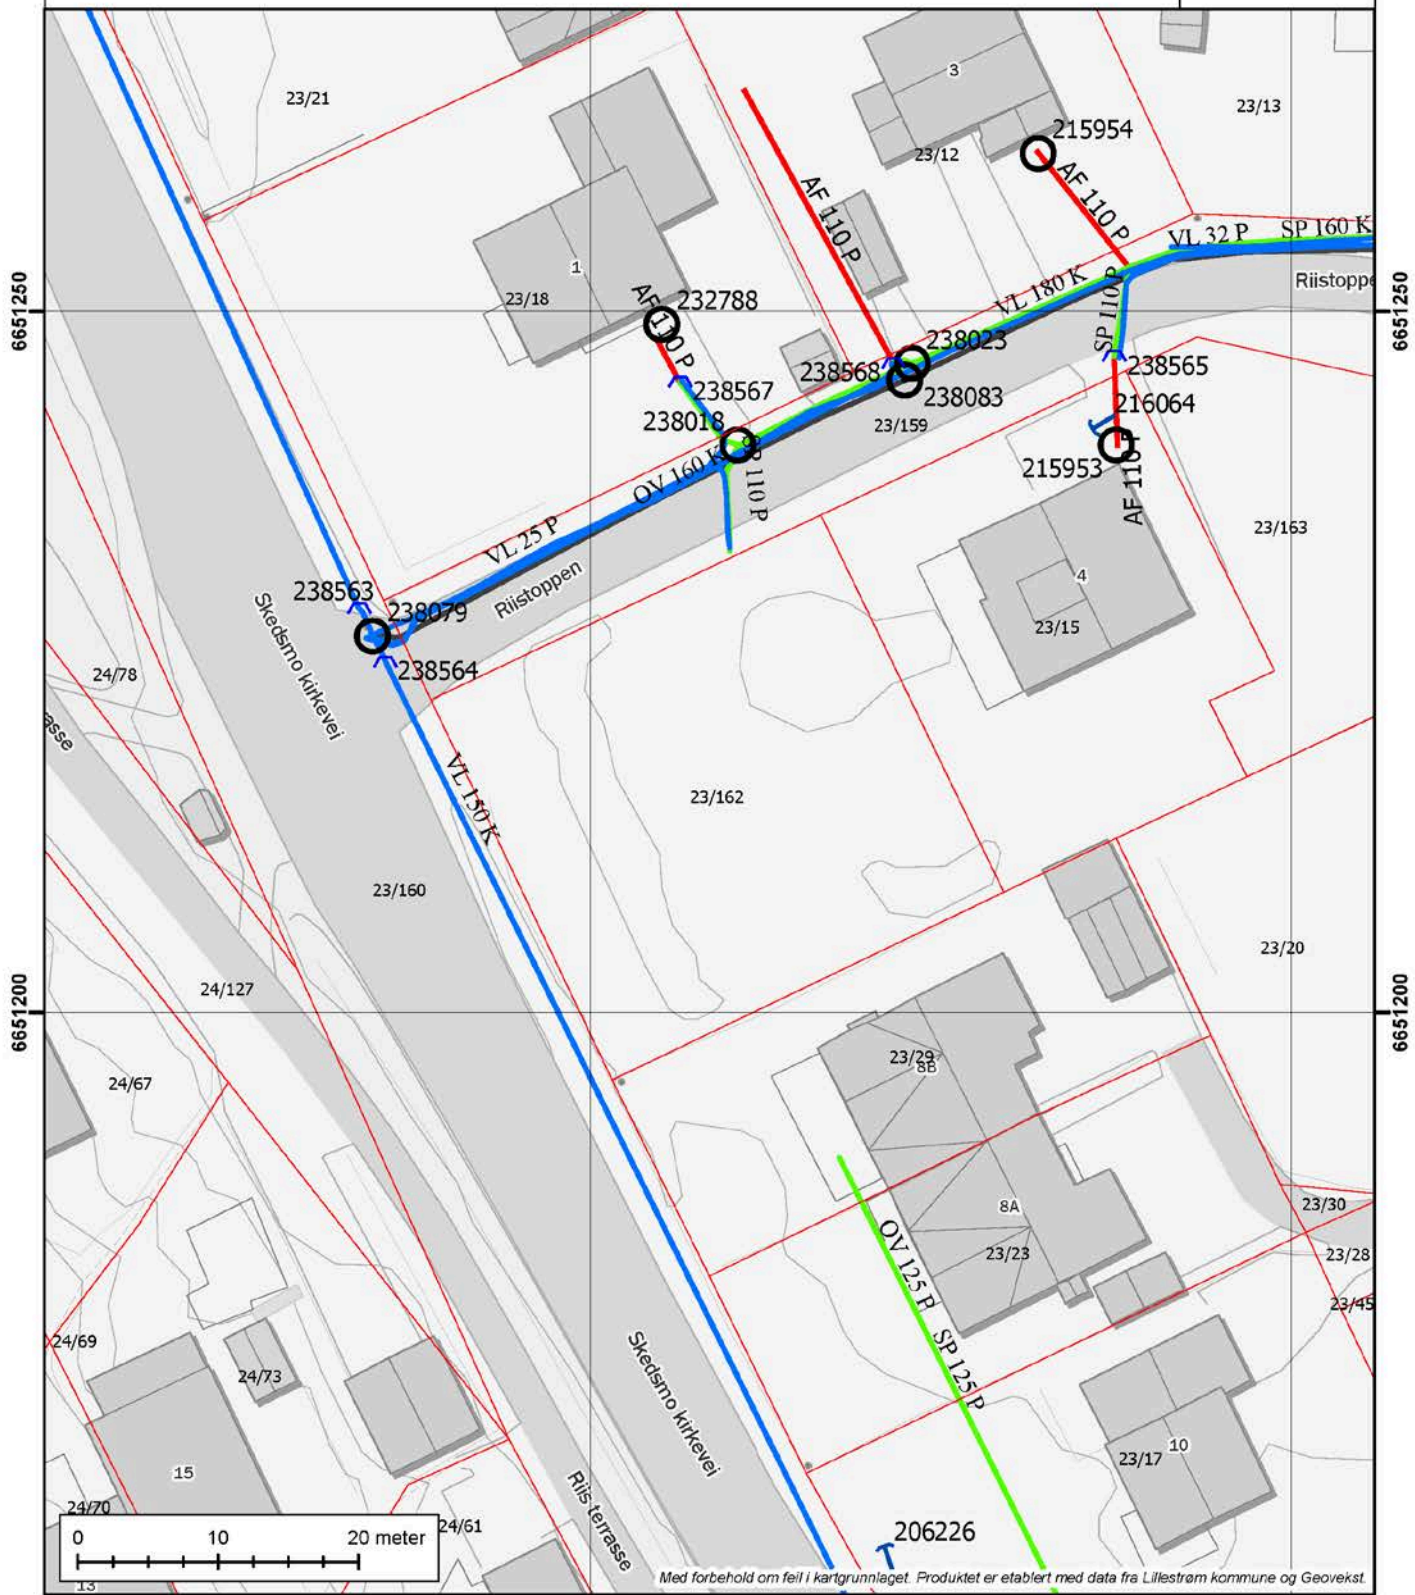 3
23/21
23/13
215954
23/12
AF 110 P
AF 110 P
VL 32 P
SP 160 K
1
Riistoppe
VL 180 K
SP 110 P
23/18
232788
AF 110 P
6651250
6651250
238023
238568
238565
238567
238083
216064
238018
23/159
215953
SP 110 P
OV 160 K
AF 110 P
23/163
VL 25 P
Riistoppen
4
238563
238079
23/15
238564
24/78
Skedsmo kirkevei
asse
VL 150 K
23/162
23/160
23/20
24/127
6651200
6651200
23/29
8B
24/67
8A
23/30
OV 125 P
23/23
23/28
23/45
24/69
SP 125 P
24/73
Skedsmo kirkevei
10
23/17
15
24/70
Riis terrasse
24/61
206226
0 10 20 meter
13
Med forbehold om feil i kartgrunnlaget. Produktet er etablert med data fra Lillestrøm kommune og Geovekst.